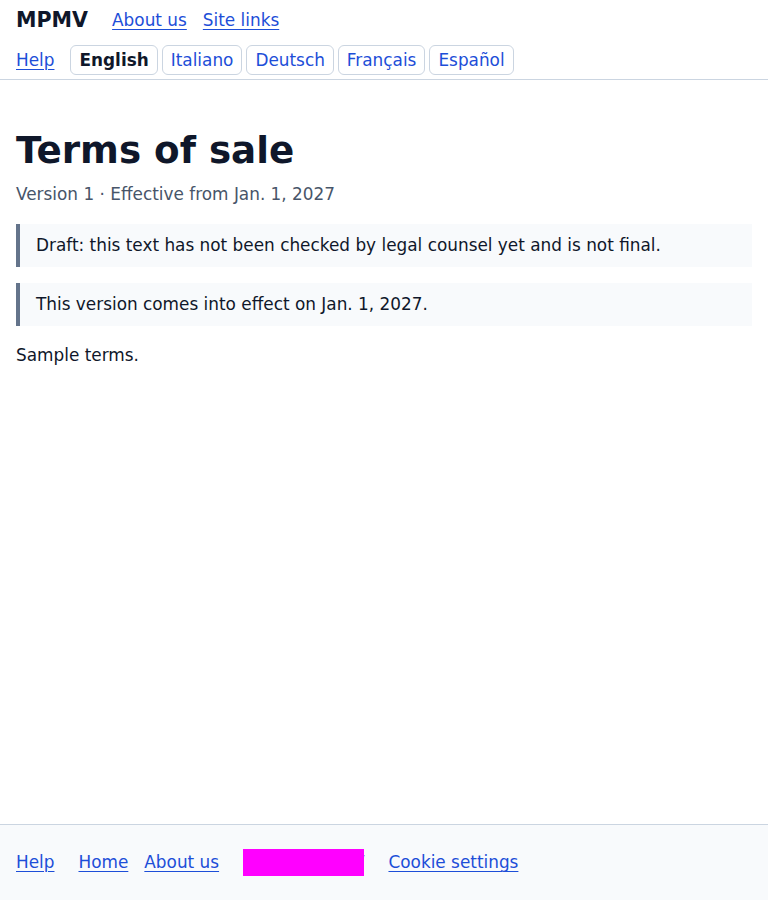 MPMV About us Site links
Help English Italiano Deutsch Français Español
Terms of sale
Version 1 · Effective from Jan. 1, 2027
Draft: this text has not been checked by legal counsel yet and is not final.
This version comes into effect on Jan. 1, 2027.
Sample terms.
Help Home About us Cookie settings